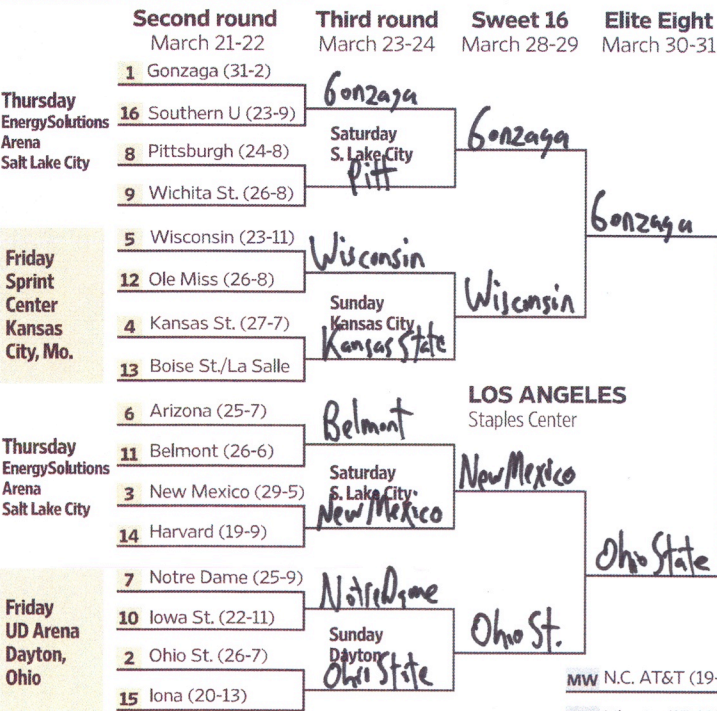 Second round Third round Sweet 16 Elite Eight
March 21-22 March 23-24 March 28-29 March 30-31
Thursday
EnergySolutions
Arena
Salt Lake City
1 Gonzaga (31-2)
16 Southern U (23-9)
8 Pittsburgh (24-8)
9 Wichita St. (26-8)
Gonzaga
Saturday
S. Lake City
Pitt
Gonzaga
Gonzaga
Friday
Sprint
Center
Kansas
City, Mo.
5 Wisconsin (23-11)
12 Ole Miss (26-8)
4 Kansas St. (27-7)
13 Boise St./La Salle
Wisconsin
Sunday
Kansas City
Kansas State
Wisconsin
LOS ANGELES
Staples Center
Thursday
EnergySolutions
Arena
Salt Lake City
6 Arizona (25-7)
11 Belmont (26-6)
3 New Mexico (29-5)
14 Harvard (19-9)
Belmont
Saturday
S. Lake City
New Mexico
New Mexico
Ohio State
Friday
UD Arena
Dayton,
Ohio
7 Notre Dame (25-9)
10 Iowa St. (22-11)
2 Ohio St. (26-7)
15 Iona (20-13)
Notre Dame
Sunday
Dayton
Ohio State
Ohio St.
MW N.C. AT&T (19-